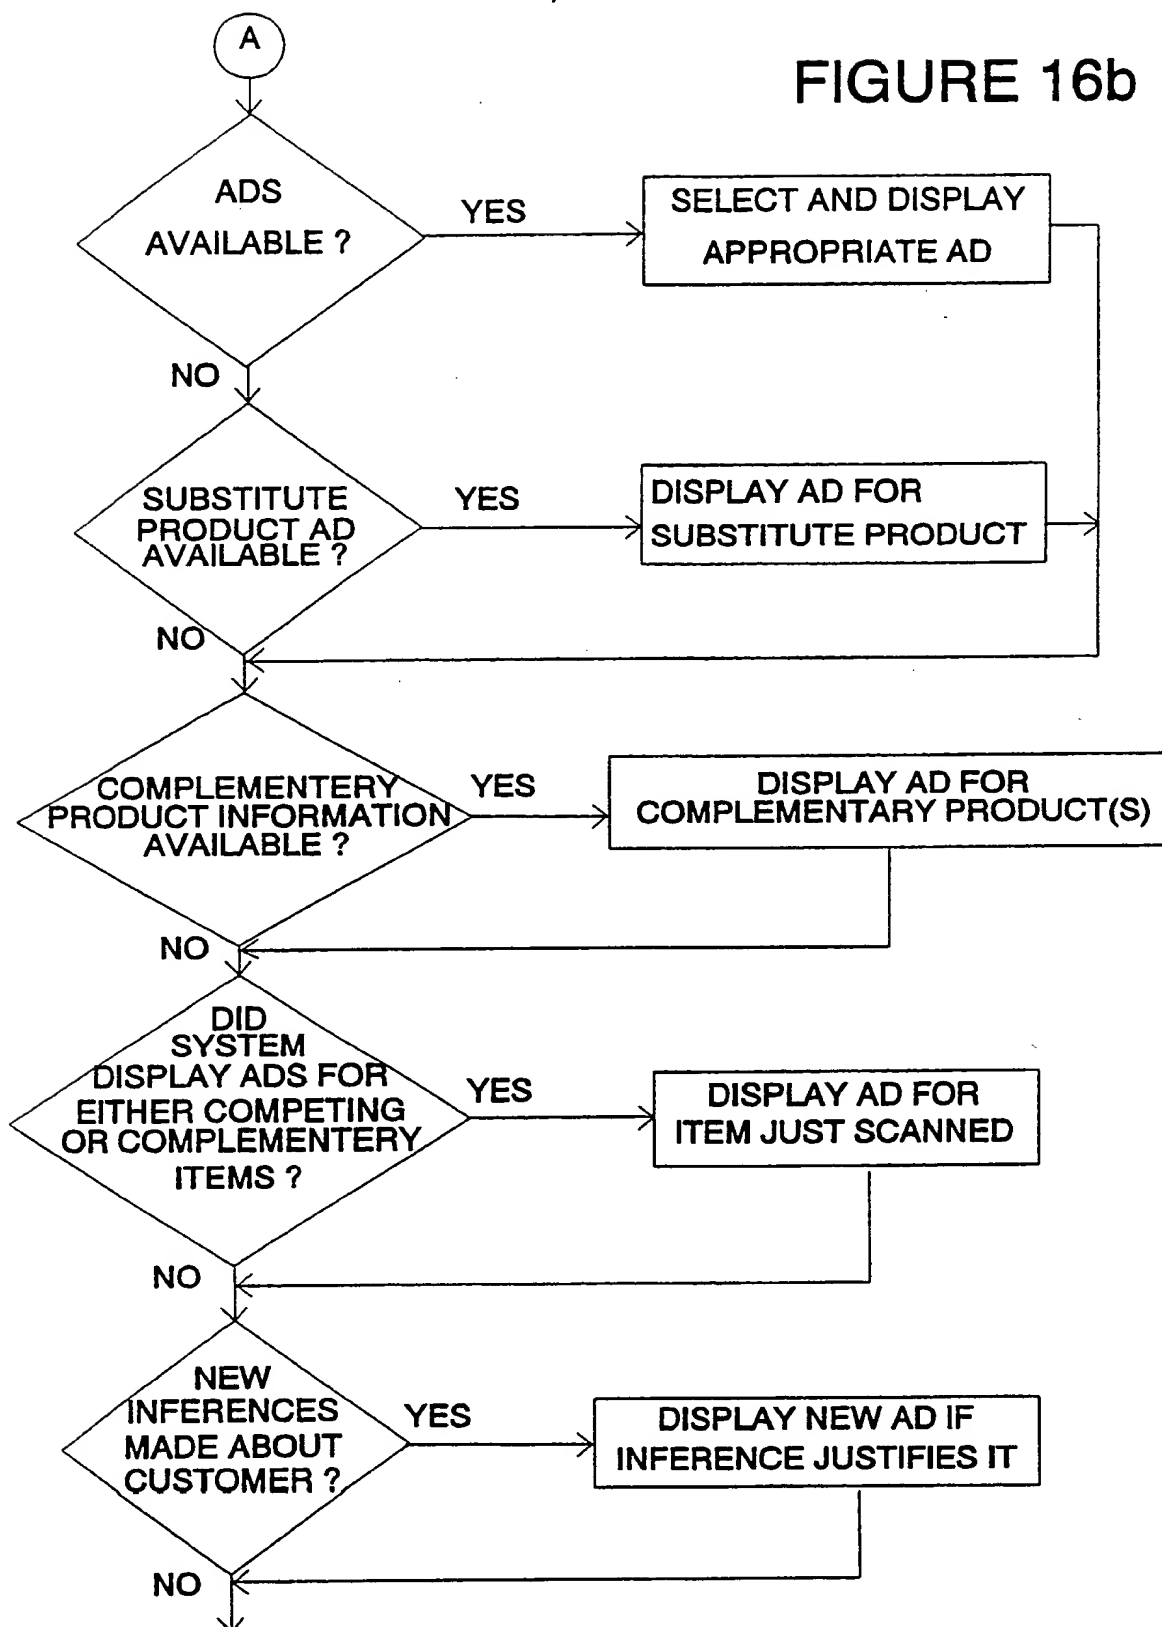 A
FIGURE 16b
ADS
AVAILABLE ?
YES
SELECT AND DISPLAY
APPROPRIATE AD
NO
SUBSTITUTE
PRODUCT AD
AVAILABLE ?
YES
DISPLAY AD FOR
SUBSTITUTE PRODUCT
NO
COMPLEMENTERY
PRODUCT INFORMATION
AVAILABLE ?
YES
DISPLAY AD FOR
COMPLEMENTARY PRODUCT(S)
NO
DID
SYSTEM
DISPLAY ADS FOR
EITHER COMPETING
OR COMPLEMENTERY
ITEMS ?
YES
DISPLAY AD FOR
ITEM JUST SCANNED
NO
NEW
INFERENCES
MADE ABOUT
CUSTOMER ?
YES
DISPLAY NEW AD IF
INFERENCE JUSTIFIES IT
NO